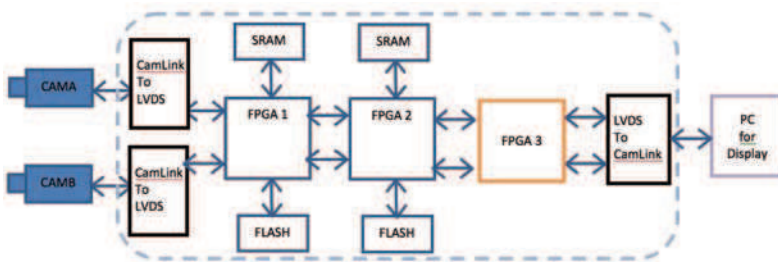 SRAM
SRAM
CamLink
To
LVDS
CAMA
FPGA 1
FPGA 2
FPGA 3
LVDS
To
CamLink
PC
for
Display
CamLink
To
LVDS
CAMB
FLASH
FLASH